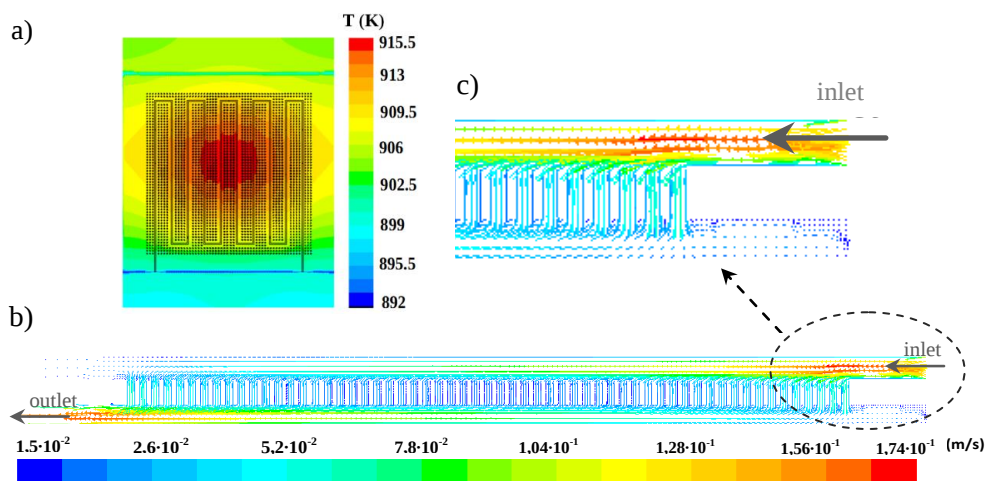 a)
T (K)
915.5
913
909.5
906
902.5
899
895.5
892
c)
inlet
b)
inlet
outlet
1.5·10⁻² 2.6·10⁻² 5,2·10⁻² 7.8·10⁻² 1,04·10⁻¹ 1,28·10⁻¹ 1,56·10⁻¹ 1,74·10⁻¹ (m/s)